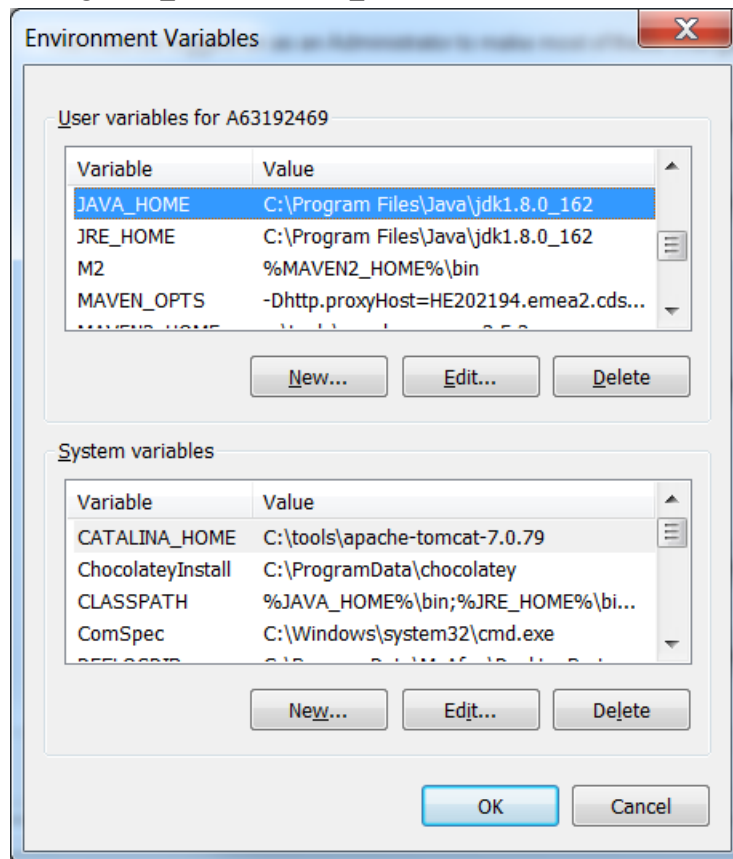 Environment Variables
User variables for A63192469
Variable Value
JAVA_HOME C:\Program Files\Java\jdk1.8.0_162
JRE_HOME C:\Program Files\Java\jdk1.8.0_162
M2 %MAVEN2_HOME%\bin
MAVEN_OPTS -Dhttp.proxyHost=HE202194.emea2.cds...
New... Edit... Delete
System variables
Variable Value
CATALINA_HOME C:\tools\apache-tomcat-7.0.79
ChocolateyInstall C:\ProgramData\chocolatey
CLASSPATH %JAVA_HOME%\bin;%JRE_HOME%\bi...
ComSpec C:\Windows\system32\cmd.exe
New... Edit... Delete
OK Cancel